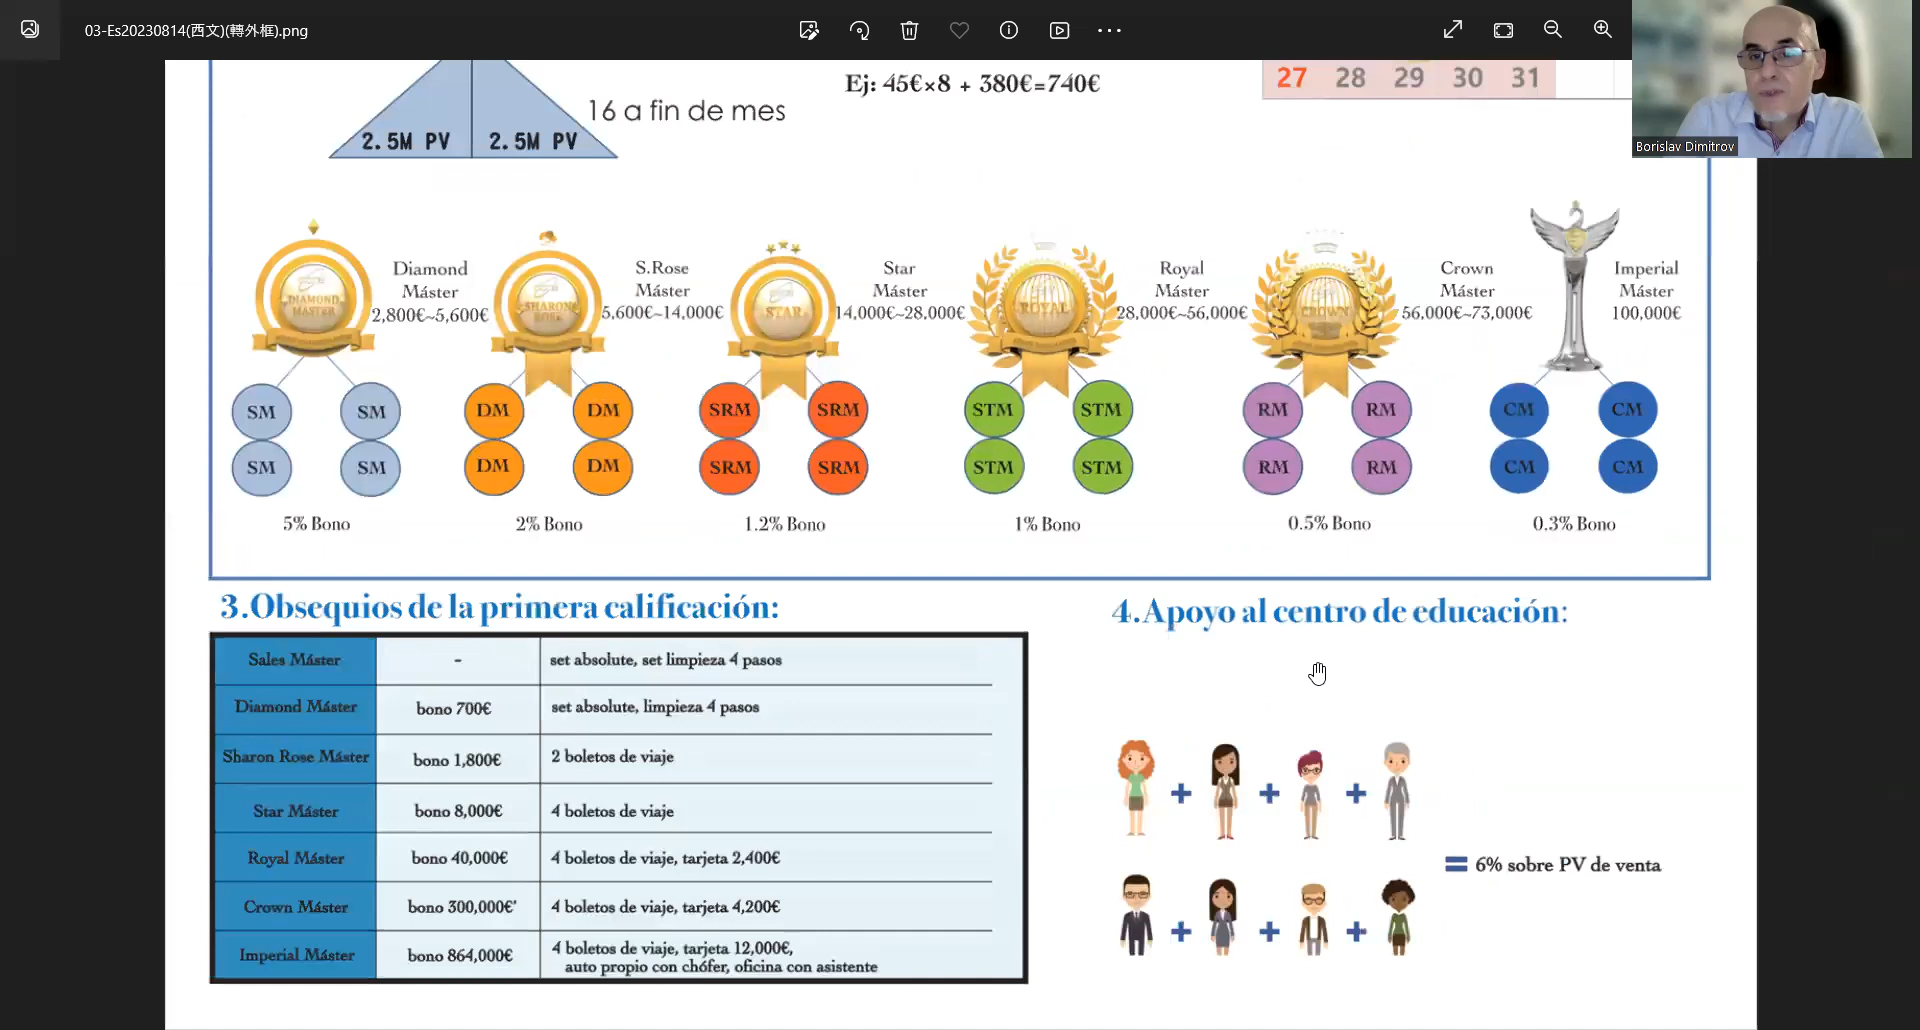 03-Es20230814(西文)(轉外框).png
Borislav Dimitrov
2.5M PV
2.5M PV
16 a fin de mes
Ej: 45€×8 + 380€=740€
27 28 29 30 31
DIAMOND
MASTER
Diamond
Máster
2,800€~5,600€
SHARON
ROSE
S.Rose
Máster
5,600€~14,000€
STAR
Star
Máster
14,000€~28,000€
ROYAL
Royal
Máster
28,000€~56,000€
CROWN
Crown
Máster
56,000€~73,000€
Imperial
Máster
100,000€
SM SM DM DM SRM SRM STM STM RM RM CM CM
SM SM DM DM SRM SRM STM STM RM RM CM CM
5% Bono 2% Bono 1.2% Bono 1% Bono 0.5% Bono 0.3% Bono
3.Obsequios de la primera calificación:
Sales Máster - set absolute, set limpieza 4 pasos
Diamond Máster bono 700€ set absolute, limpieza 4 pasos
Sharon Rose Máster bono 1,800€ 2 boletos de viaje
Star Máster bono 8,000€ 4 boletos de viaje
Royal Máster bono 40,000€ 4 boletos de viaje, tarjeta 2,400€
Crown Máster bono 300,000€' 4 boletos de viaje, tarjeta 4,200€
Imperial Máster bono 864,000€ 4 boletos de viaje, tarjeta 12,000€,
auto propio con chófer, oficina con asistente
4.Apoyo al centro de educación:
= 6% sobre PV de venta